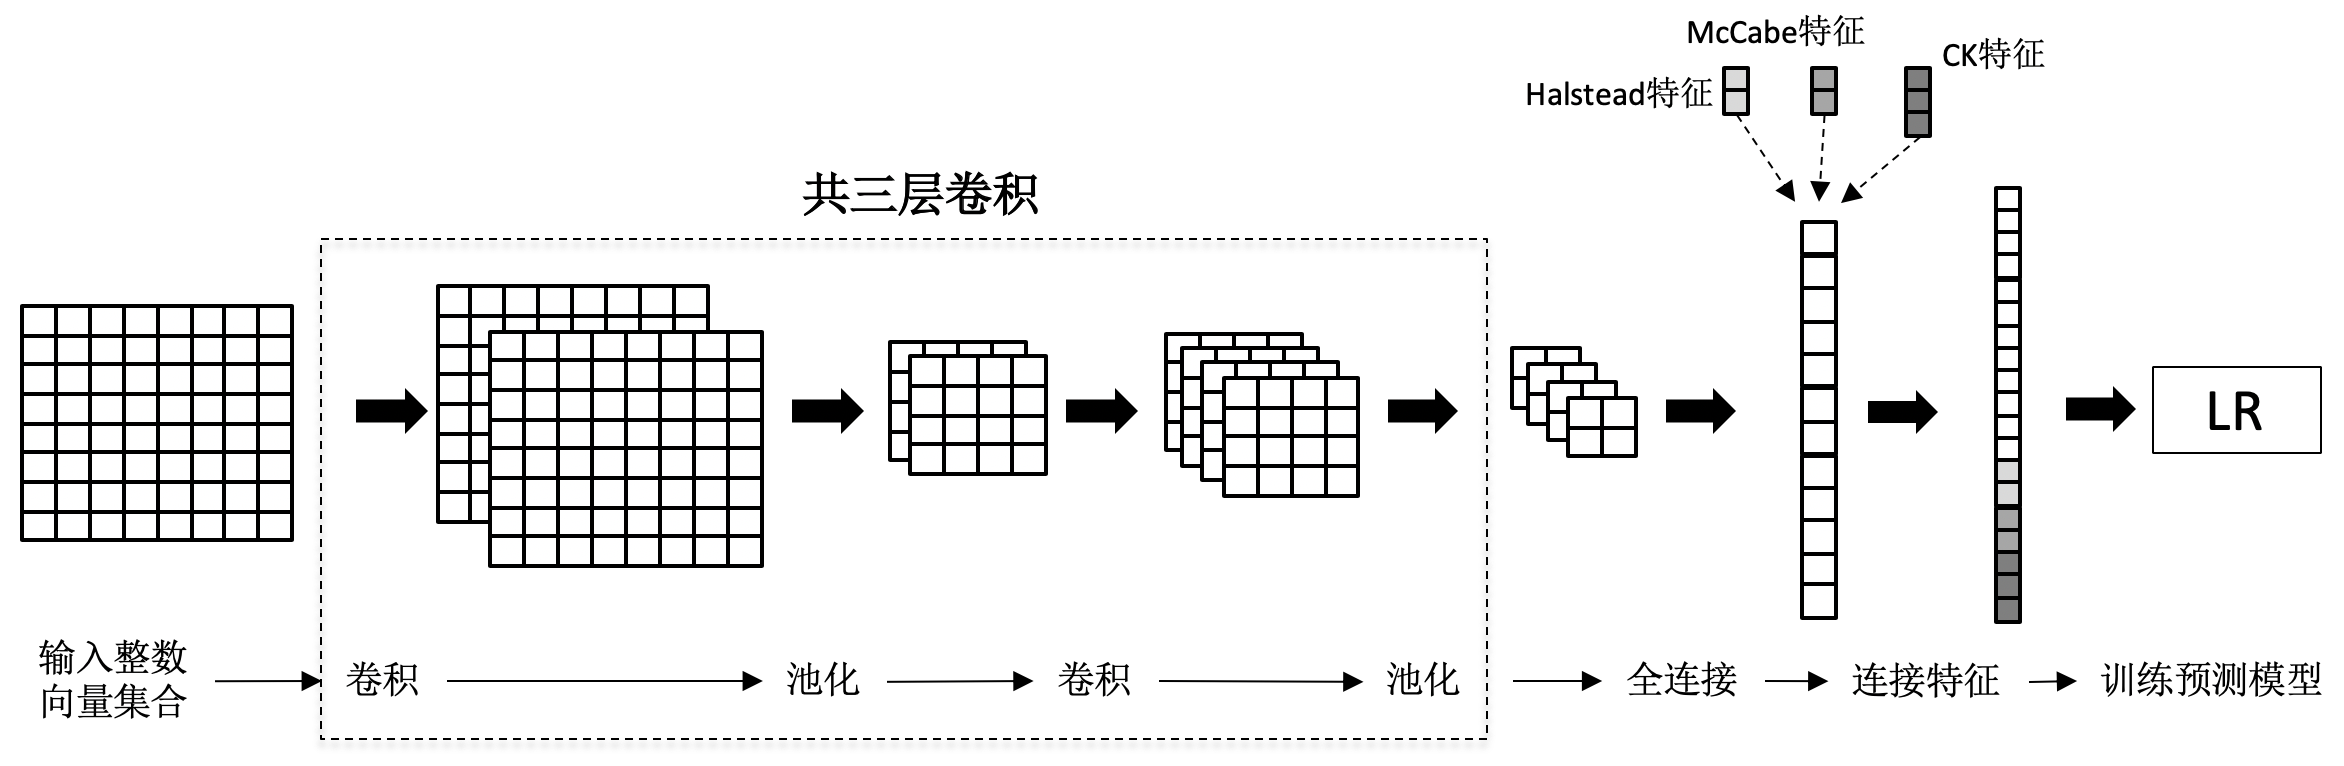 McCabe特征
CK特征
Halstead特征
共三层卷积
LR
输入整数
向量集合
卷积
池化
卷积
池化
全连接
连接特征
训练预测模型